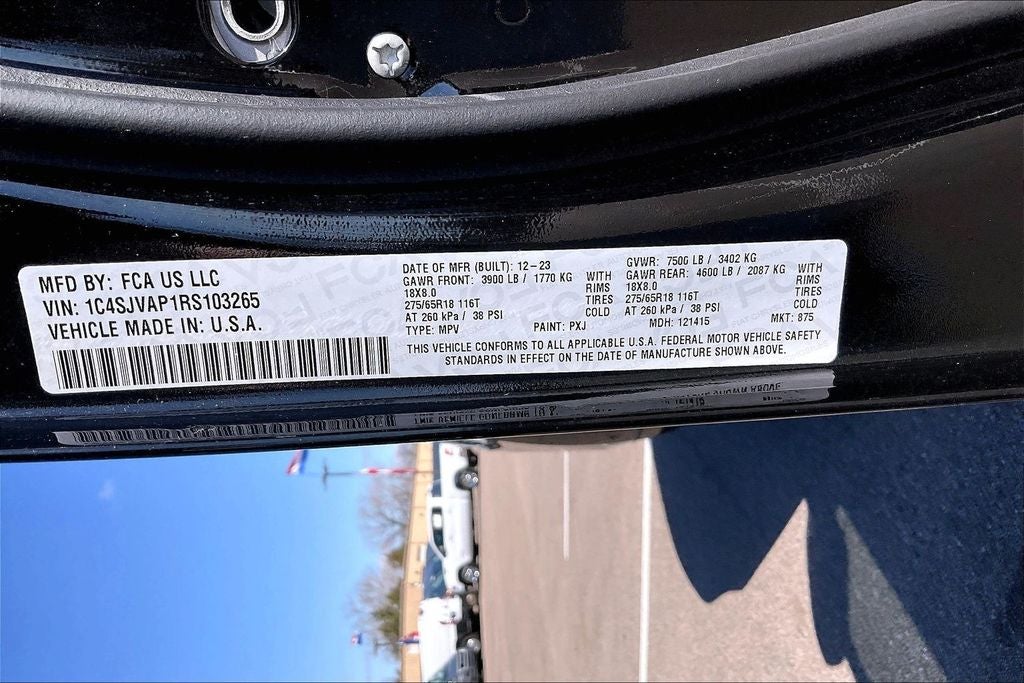 MFD BY: FCA US LLC
VIN: 1C4SJVAP1RS103265
VEHICLE MADE IN: U.S.A.
DATE OF MFR (BUILT): 12-23
GAWR FRONT: 3900 LB / 1770 KG WITH
18X8.0 RIMS
275/65R18 116T TIRES
AT 260 kPa / 38 PSI COLD
TYPE: MPV PAINT: PXJ
GVWR: 7500 LB / 3402 KG
GAWR REAR: 4600 LB / 2087 KG WITH
18X8.0 RIMS
275/65R18 116T TIRES
AT 260 kPa / 38 PSI COLD
MDH: 121415 MKT: 875
THIS VEHICLE CONFORMS TO ALL APPLICABLE U.S.A. FEDERAL MOTOR VEHICLE SAFETY
STANDARDS IN EFFECT ON THE DATE OF MANUFACTURE SHOWN ABOVE.